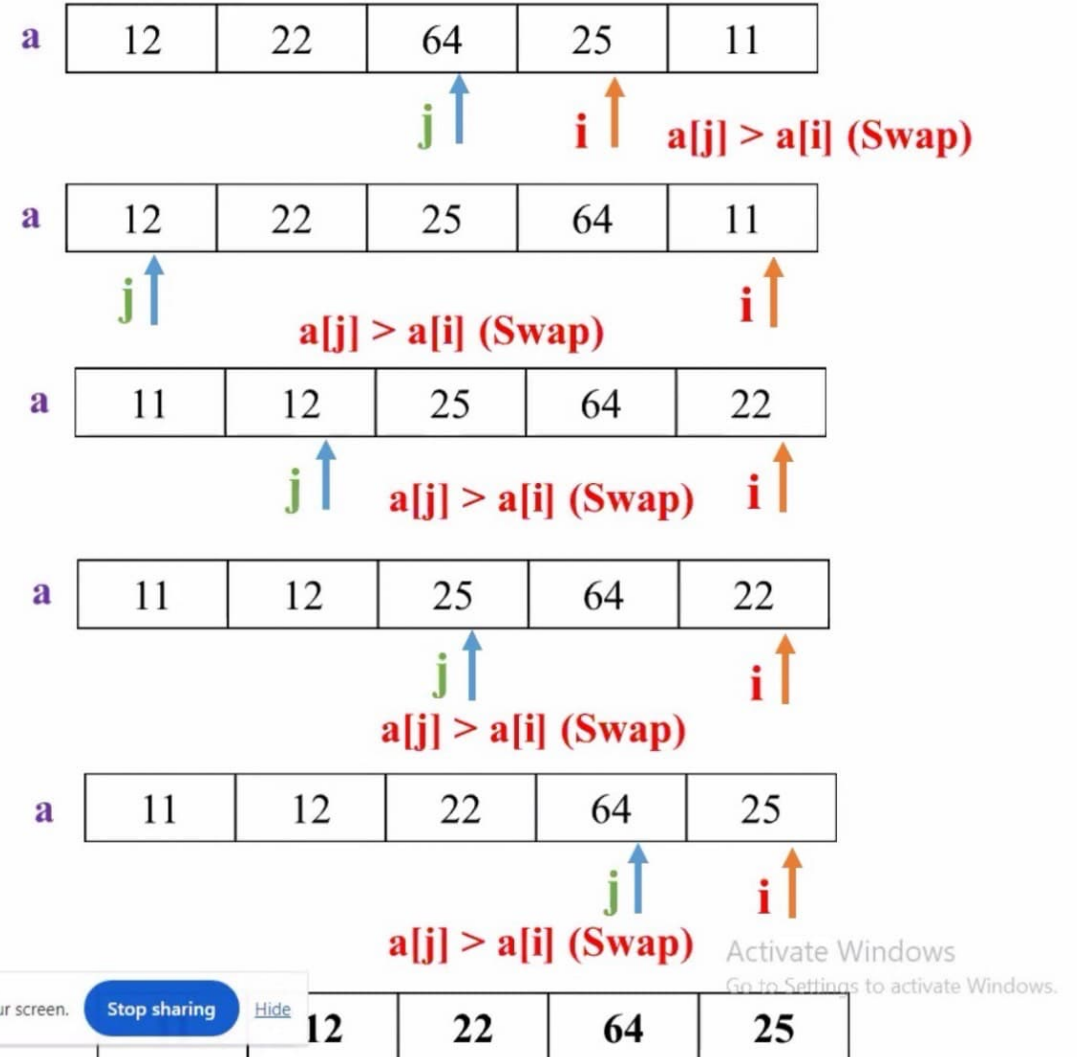 a 12 22 64 25 11
j i a[j] > a[i] (Swap)
a 12 22 25 64 11
j i
a[j] > a[i] (Swap)
a 11 12 25 64 22
j a[j] > a[i] (Swap) i
a 11 12 25 64 22
j i
a[j] > a[i] (Swap)
a 11 12 22 64 25
j i
a[j] > a[i] (Swap)
Activate Windows
Go to Settings to activate Windows.
ur screen. Stop sharing Hide
12 22 64 25